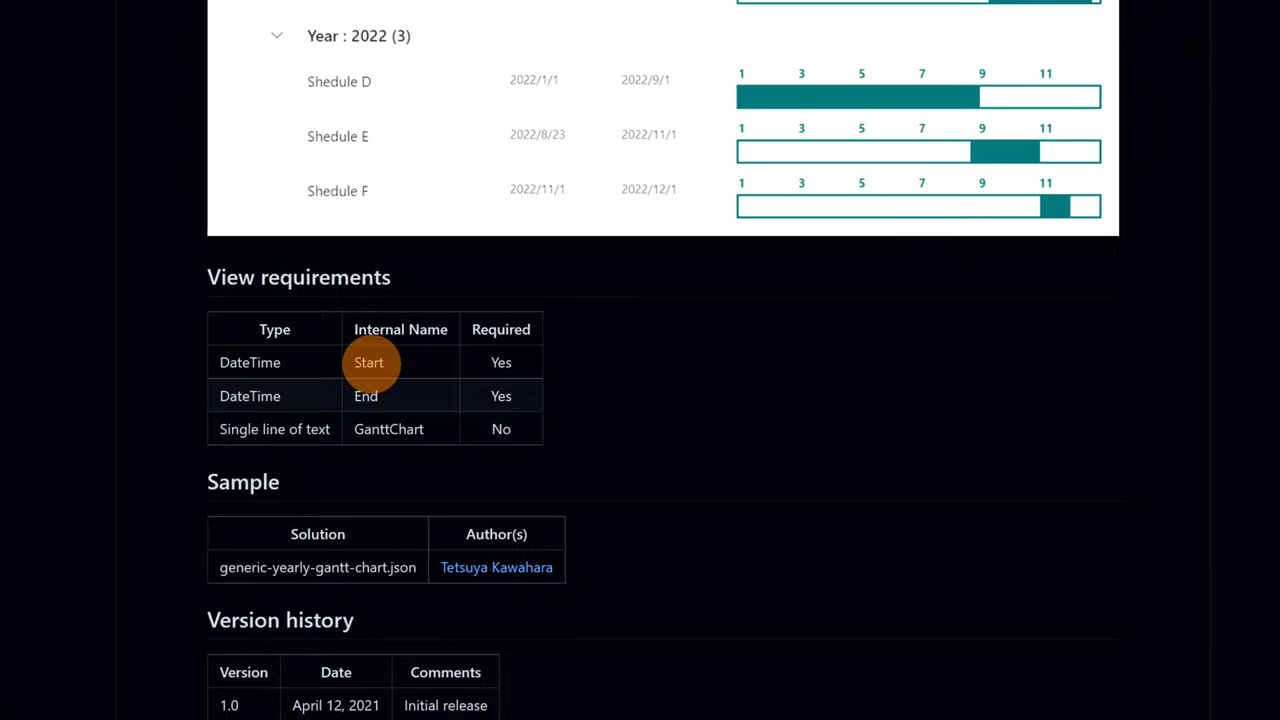 Year : 2022 (3)
Shedule D 2022/1/1 2022/9/1 1 3 5 7 9 11
Shedule E 2022/8/23 2022/11/1 1 3 5 7 9 11
Shedule F 2022/11/1 2022/12/1 1 3 5 7 9 11
View requirements
Type Internal Name Required
DateTime Start Yes
DateTime End Yes
Single line of text GanttChart No
Sample
Solution Author(s)
generic-yearly-gantt-chart.json Tetsuya Kawahara
Version history
Version Date Comments
1.0 April 12, 2021 Initial release